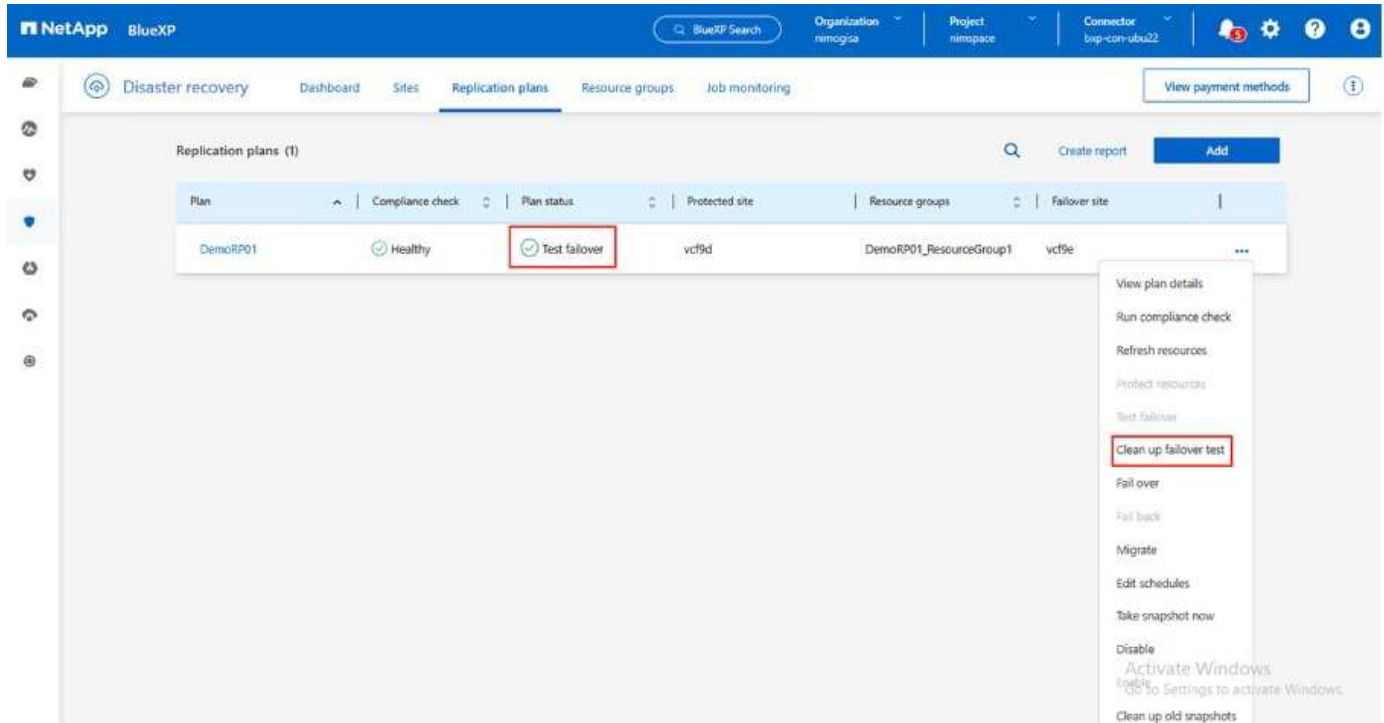 NetApp BlueXP BlueXP Search Organization nimogisa Project nimspace Connector bxp-con-ubu22 5
Disaster recovery Dashboard Sites Replication plans Resource groups Job monitoring View payment methods
Replication plans (1) Create report Add
Plan Compliance check Plan status Protected site Resource groups Failover site
DemoRP01 Healthy Test failover vcf9d DemoRP01_ResourceGroup1 vcf9e
View plan details
Run compliance check
Refresh resources
Protect resources
Test failover
Clean up failover test
Fail over
Fail back
Migrate
Edit schedules
Take snapshot now
Disable
Activate Windows
Enable
Go to Settings to activate Windows.
Clean up old snapshots